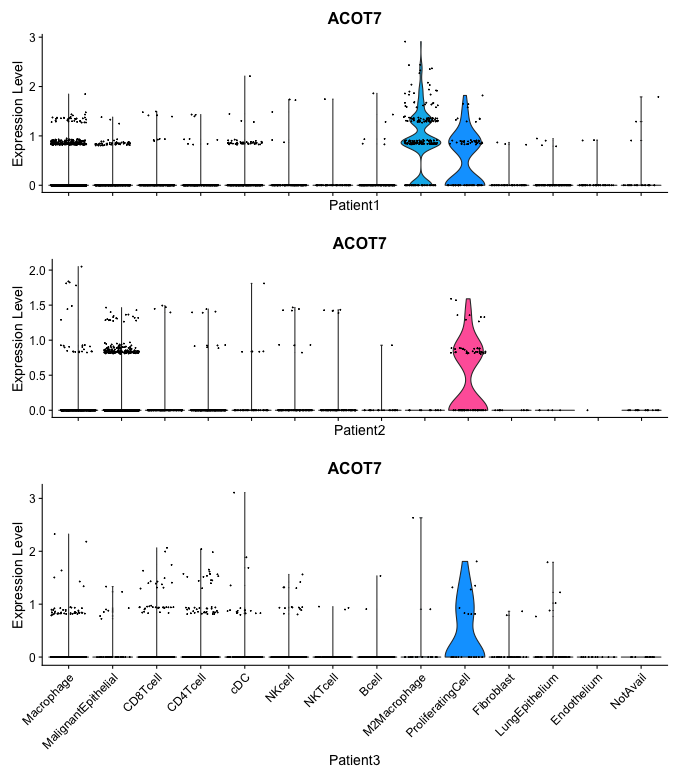 ACOT7
Expression Level
3
2
1
0
Patient1
ACOT7
Expression Level
2.0
1.5
1.0
0.5
0.0
Patient2
ACOT7
Expression Level
3
2
1
0
Macrophage
MalignantEpithelial
CD8Tcell
CD4Tcell
cDC
NKcell
NKTcell
Bcell
M2Macrophage
ProliferatingCell
Fibroblast
LungEpithelium
Endothelium
NotAvail
Patient3